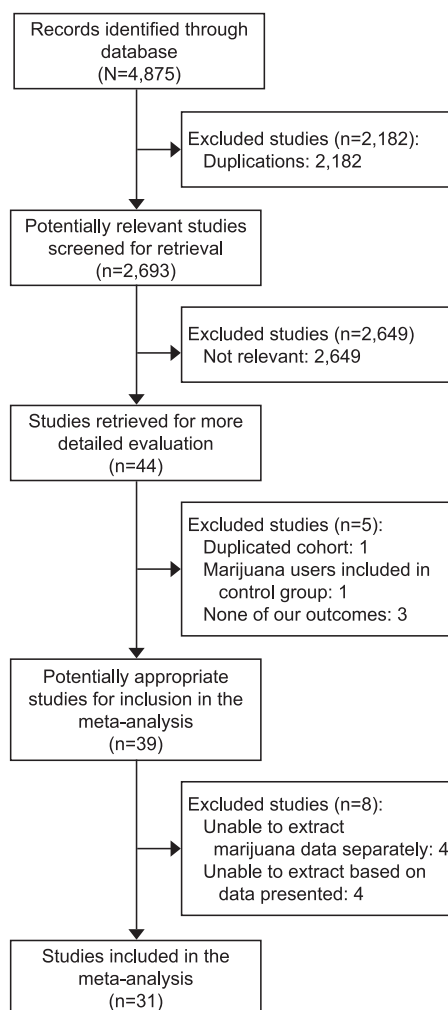 Records identified through
database
(N=4,875)
Excluded studies (n=2,182):
Duplications: 2,182
Potentially relevant studies
screened for retrieval
(n=2,693)
Excluded studies (n=2,649)
Not relevant: 2,649
Studies retrieved for more
detailed evaluation
(n=44)
Excluded studies (n=5):
Duplicated cohort: 1
Marijuana users included in
control group: 1
None of our outcomes: 3
Potentially appropriate
studies for inclusion in the
meta-analysis
(n=39)
Excluded studies (n=8):
Unable to extract
marijuana data separately: 4
Unable to extract based on
data presented: 4
Studies included in the
meta-analysis
(n=31)